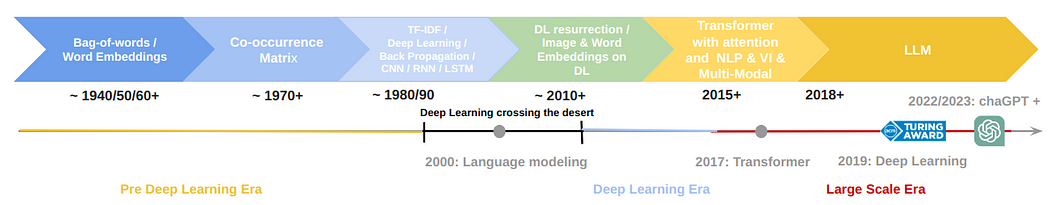 Bag-of-words /
Word Embeddings
Co-occurrence
Matrix
TF-IDF /
Deep Learning /
Back Propagation /
CNN / RNN / LSTM
DL resurrection /
Image & Word
Embeddings on
DL
Transformer
with attention
and NLP & VI &
Multi-Modal
LLM
~ 1940/50/60+
~ 1970+
~ 1980/90
~ 2010+
2015+
2018+
2022/2023: chaGPT +
Deep Learning crossing the desert
acm
TURING
AWARD
2000: Language modeling
2017: Transformer
2019: Deep Learning
Pre Deep Learning Era
Deep Learning Era
Large Scale Era